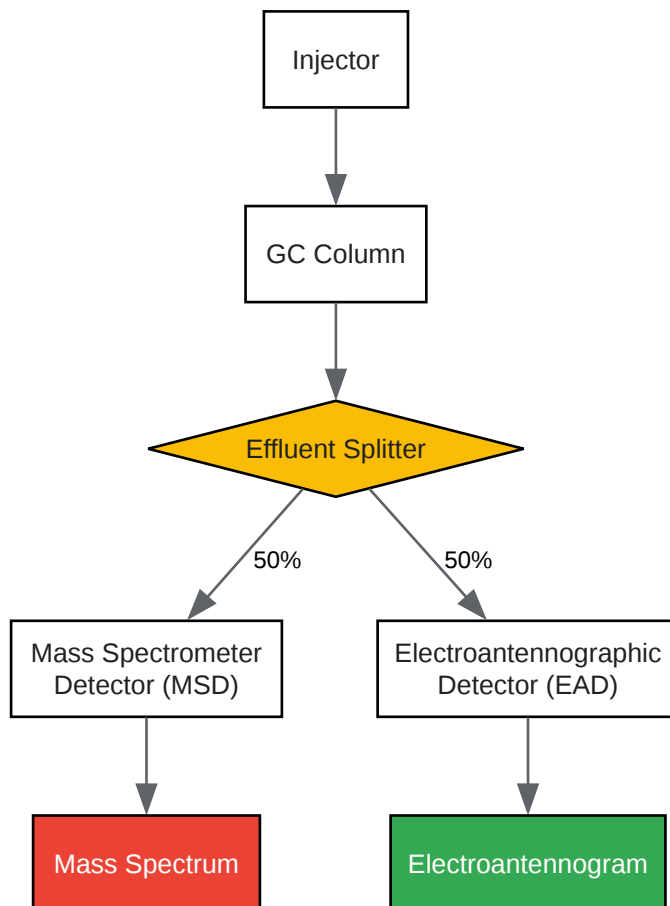 Injector
GC Column
Effluent Splitter
50%
50%
Mass Spectrometer
Detector (MSD)
Electroantennographic
Detector (EAD)
Mass Spectrum
Electroantennogram